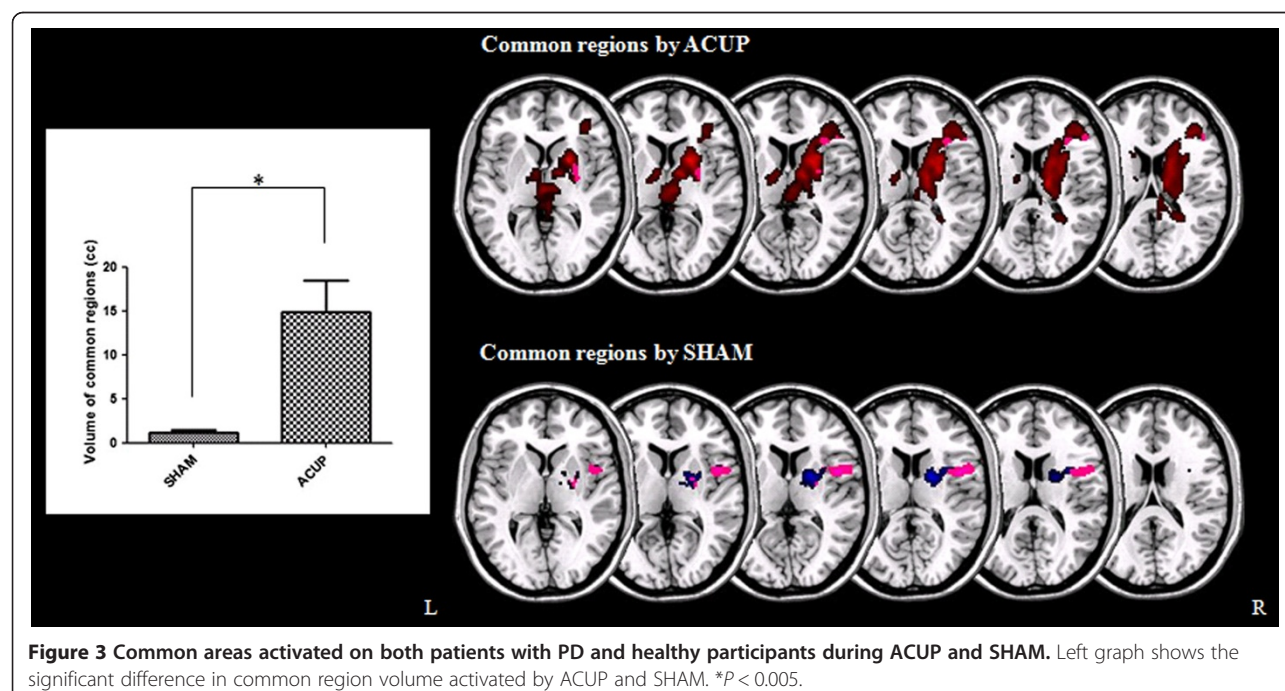 Common regions by ACUP
*
Volume of common regions (cc)
20
15
10
5
0
SHAM
ACUP
Common regions by SHAM
L
R
Figure 3 Common areas activated on both patients with PD and healthy participants during ACUP and SHAM. Left graph shows the
significant difference in common region volume activated by ACUP and SHAM. *P < 0.005.